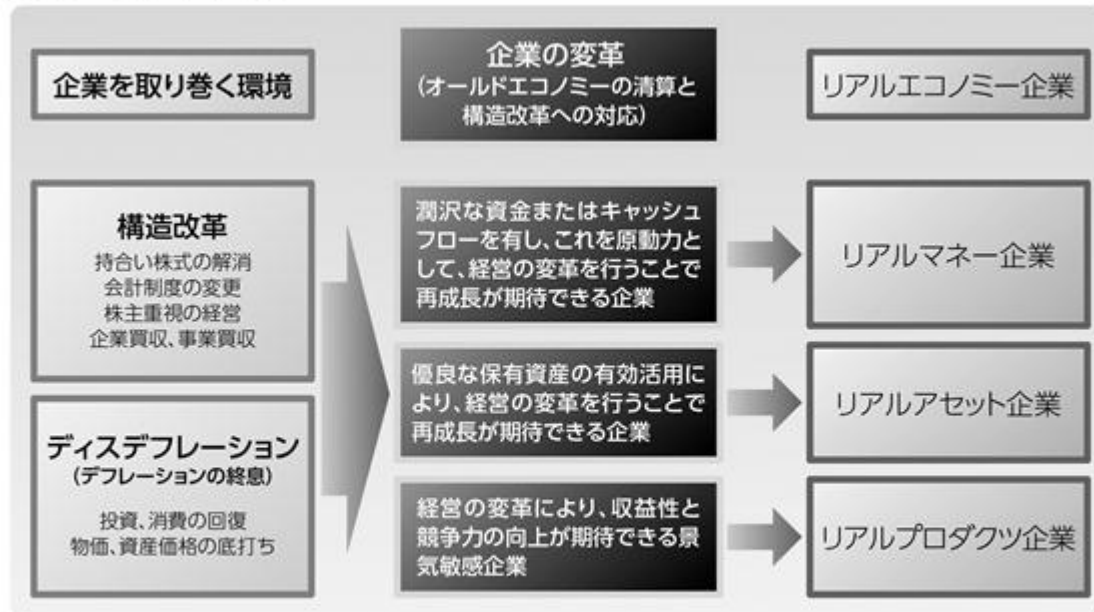 企業を取り巻く環境
企業の変革
(オールドエコノミーの清算と
構造改革への対応)
リアルエコノミー企業
構造改革
持合い株式の解消
会計制度の変更
株主重視の経営
企業買収、事業買収
ディスデフレーション
(デフレーションの終息)
投資、消費の回復
物価、資産価格の底打ち
潤沢な資金またはキャッシュ
フローを有し、これを原動力と
して、経営の変革を行うことで
再成長が期待できる企業
リアルマネー企業
優良な保有資産の有効活用に
より、経営の変革を行うことで
再成長が期待できる企業
リアルアセット企業
経営の変革により、収益性と
競争力の向上が期待できる景
気敏感企業
リアルプロダクツ企業